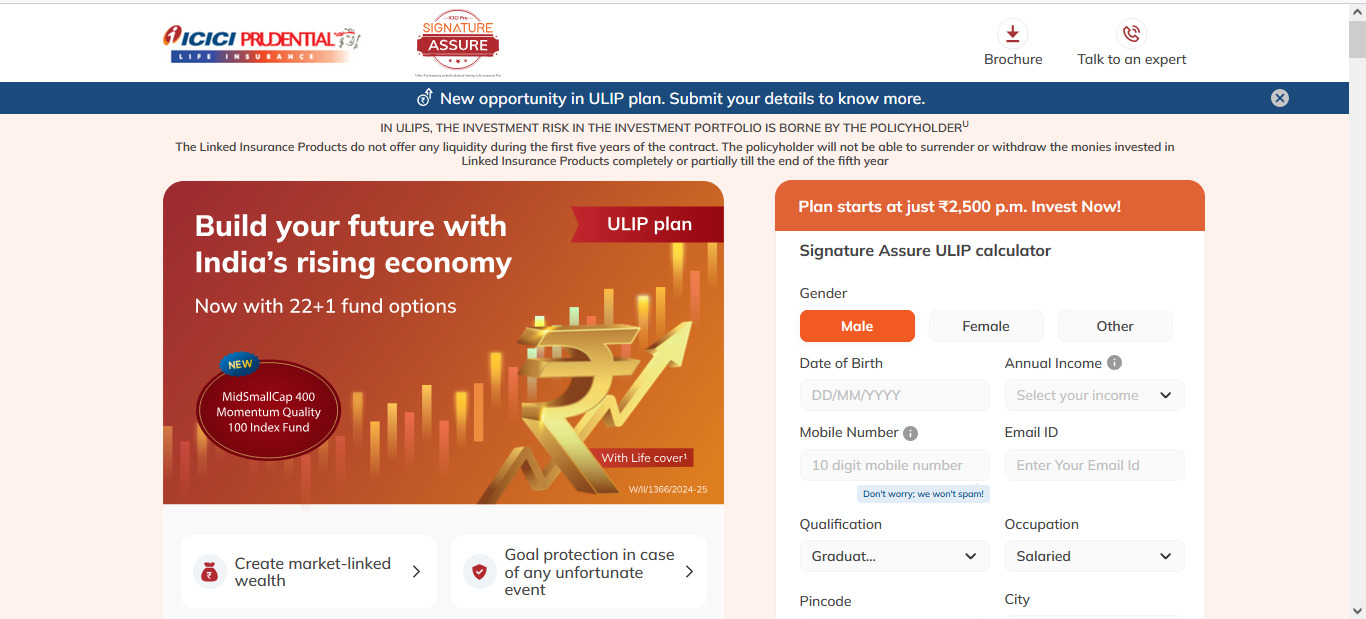 ICICI PRUDENTIAL
LIFE INSURANCE
ICICI Pru
SIGNATURE
ASSURE
Brochure
Talk to an expert
New opportunity in ULIP plan. Submit your details to know more.
IN ULIPS, THE INVESTMENT RISK IN THE INVESTMENT PORTFOLIO IS BORNE BY THE POLICYHOLDERᵁ
The Linked Insurance Products do not offer any liquidity during the first five years of the contract. The policyholder will not be able to surrender or withdraw the monies invested in
Linked Insurance Products completely or partially till the end of the fifth year
Build your future with
India's rising economy
ULIP plan
Now with 22+1 fund options
NEW
MidSmallCap 400
Momentum Quality
100 Index Fund
With Life cover¹
W/II/1366/2024-25
Create market-linked
wealth
Goal protection in case
of any unfortunate
event
Plan starts at just ₹2,500 p.m. Invest Now!
Signature Assure ULIP calculator
Gender
Male
Female
Other
Date of Birth
Annual Income
DD/MM/YYYY
Select your income
Mobile Number
Email ID
10 digit mobile number
Enter Your Email Id
Don't worry; we won't spam!
Qualification
Occupation
Graduat...
Salaried
Pincode
City